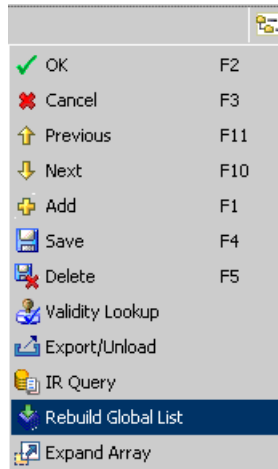 OK F2
Cancel F3
Previous F11
Next F10
Add F1
Save F4
Delete F5
Validity Lookup
Export/Unload
IR Query
Rebuild Global List
Expand Array